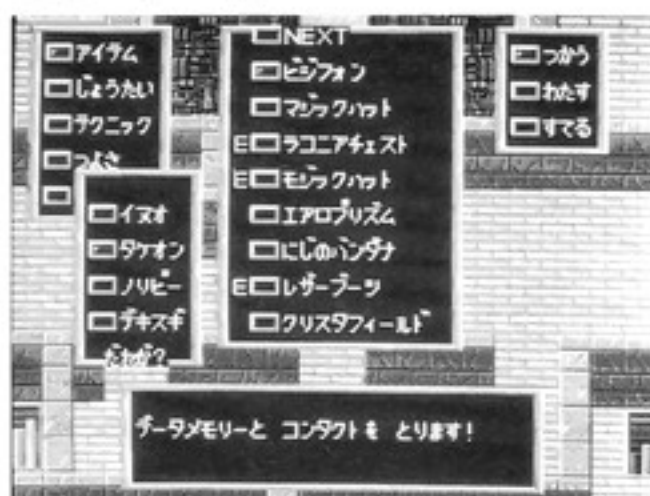 アイテム
じょうたい
テクニック
つよさ
イヌオ
タケオン
ノリピー
デキスギ
だれが?
NEXT
ビジフォン
マジックハット
Eラコニアチェスト
Eモジックハット
エアロプリズム
にじのバンダナ
Eレザーブーツ
クリスタフィールド
つかう
わたす
すてる
データメモリーと コンタクトを とります!